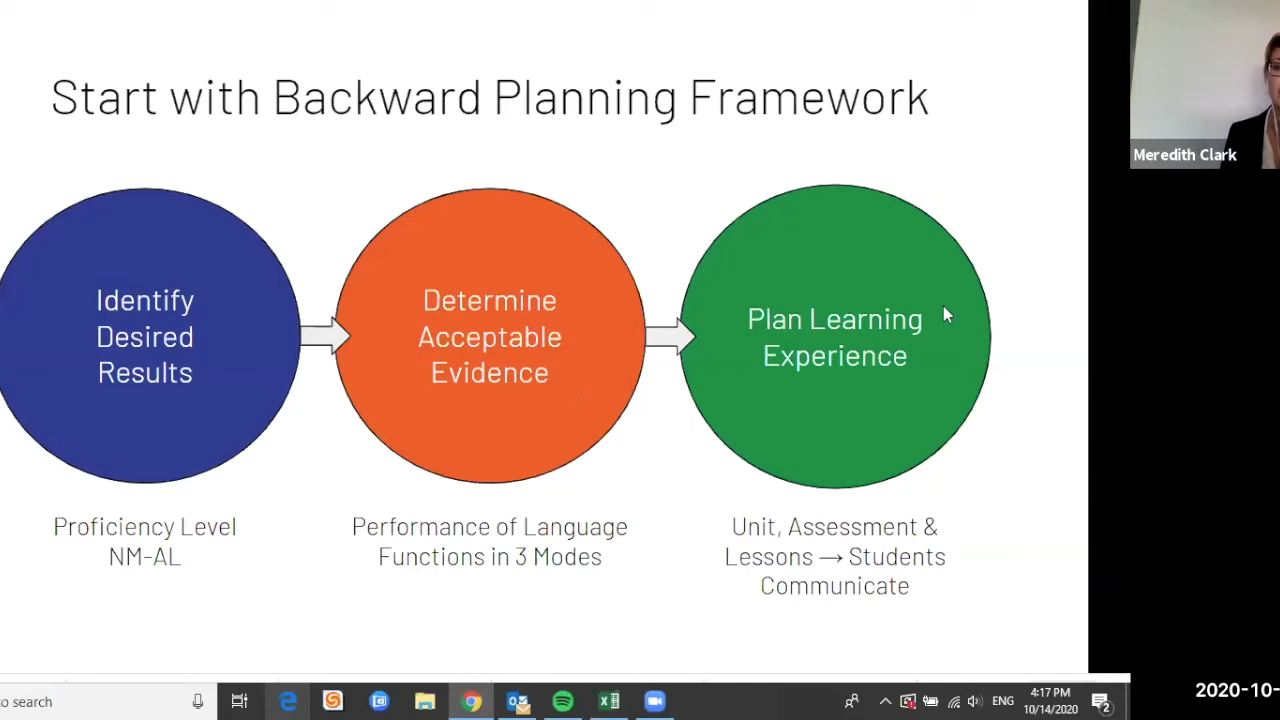 Start with Backward Planning Framework
Meredith Clark
Identify
Desired
Results
Determine
Acceptable
Evidence
Plan Learning
Experience
Proficiency Level
NM-AL
Performance of Language
Functions in 3 Modes
Unit, Assessment &
Lessons → Students
Communicate
to search
ENG
4:17 PM
10/14/2020
2
2020-10-